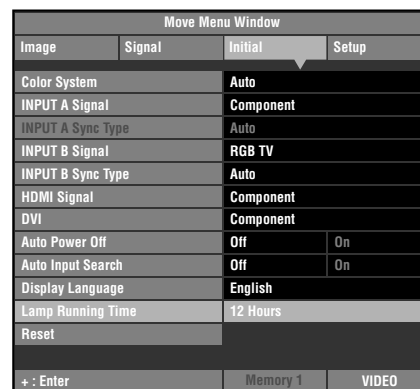 Move Menu Window
Image Signal Initial Setup
Color System Auto
INPUT A Signal Component
INPUT A Sync Type Auto
INPUT B Signal RGB TV
INPUT B Sync Type Auto
HDMI Signal Component
DVI Component
Auto Power Off Off On
Auto Input Search Off On
Display Language English
Lamp Running Time 12 Hours
Reset
+ : Enter Memory 1 VIDEO